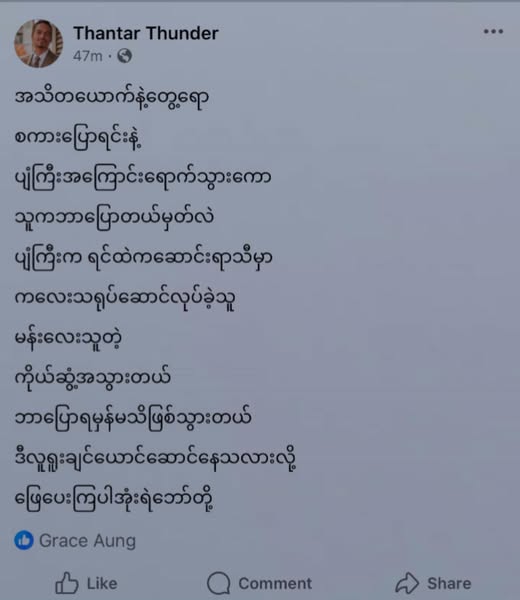 Thantar Thunder
47m ·
အသိတယောက်နဲ့တွေ့ရော
စကားပြောရင်းနဲ့
ပျံကြီးအကြောင်းရောက်သွားကော
သူကဘာပြောတယ်မှတ်လဲ
ပျံကြီးက ရင်ထဲကဆောင်းရာသီမှာ
ကလေးသရုပ်ဆောင်လုပ်ခဲ့သူ
မန်းလေးသူတဲ့
ကိုယ်ဆွံ့အသွားတယ်
ဘာပြောရမှန်မသိဖြစ်သွားတယ်
ဒီလူရူးချင်ယောင်ဆောင်နေသလားလို့
ဖြေပေးကြပါအုံးရဲဘော်တို့
Grace Aung
Like Comment Share